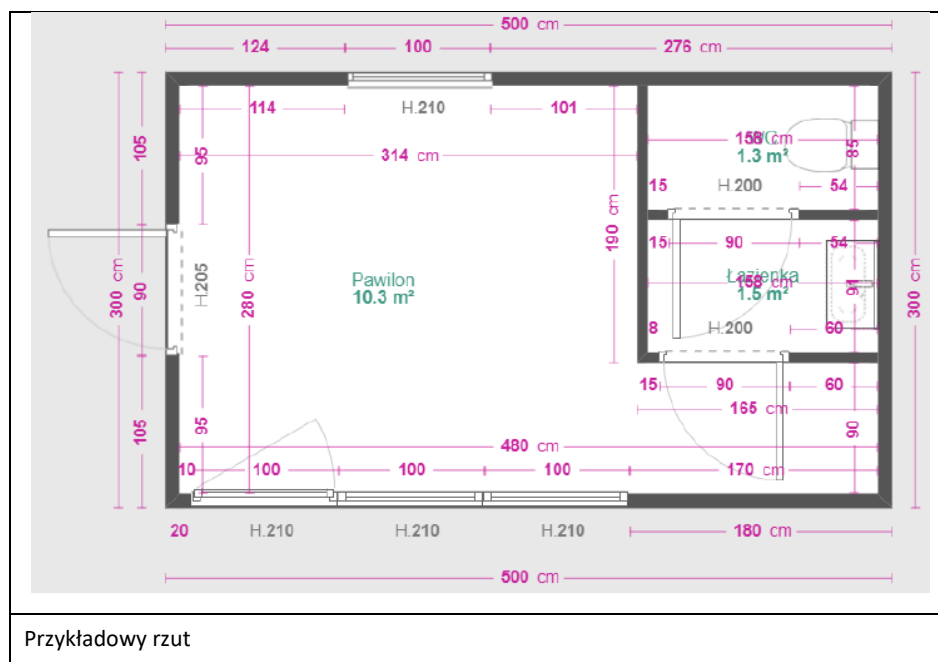 500 cm
124 100 276 cm
114 H.210 101
314 cm
158 cm
WC
1.3 m²
85
105
95
15 H.200 54
190 cm
15 90 54
Łazienka
158 cm
1.5 m²
91
H.205
Pawilon
10.3 m²
300 cm
90
280 cm
300 cm
8 H.200 60
15 90 60
165 cm
90
105
95
480 cm
10 100 100 100 170 cm
20 H.210 H.210 H.210 180 cm
500 cm
Przykładowy rzut